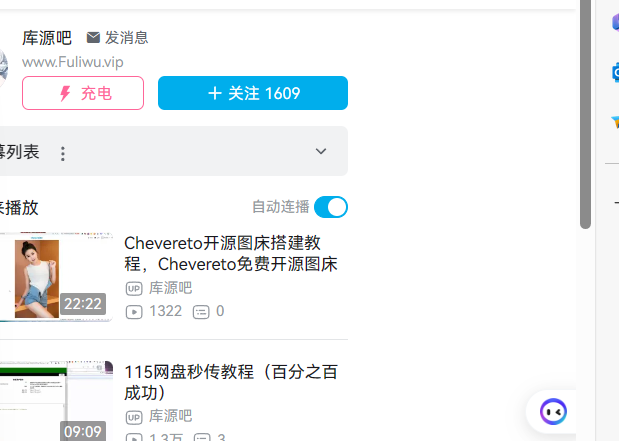 库源吧 发消息
www.Fuliwu.vip
充电
+ 关注 1609
幕列表
来播放
自动连播
22:22
Chevereto开源图床搭建教
程，Chevereto免费开源图床
UP 库源吧
1322 0
09:09
115网盘秒传教程（百分之百
成功）
UP 库源吧
1.3万 3